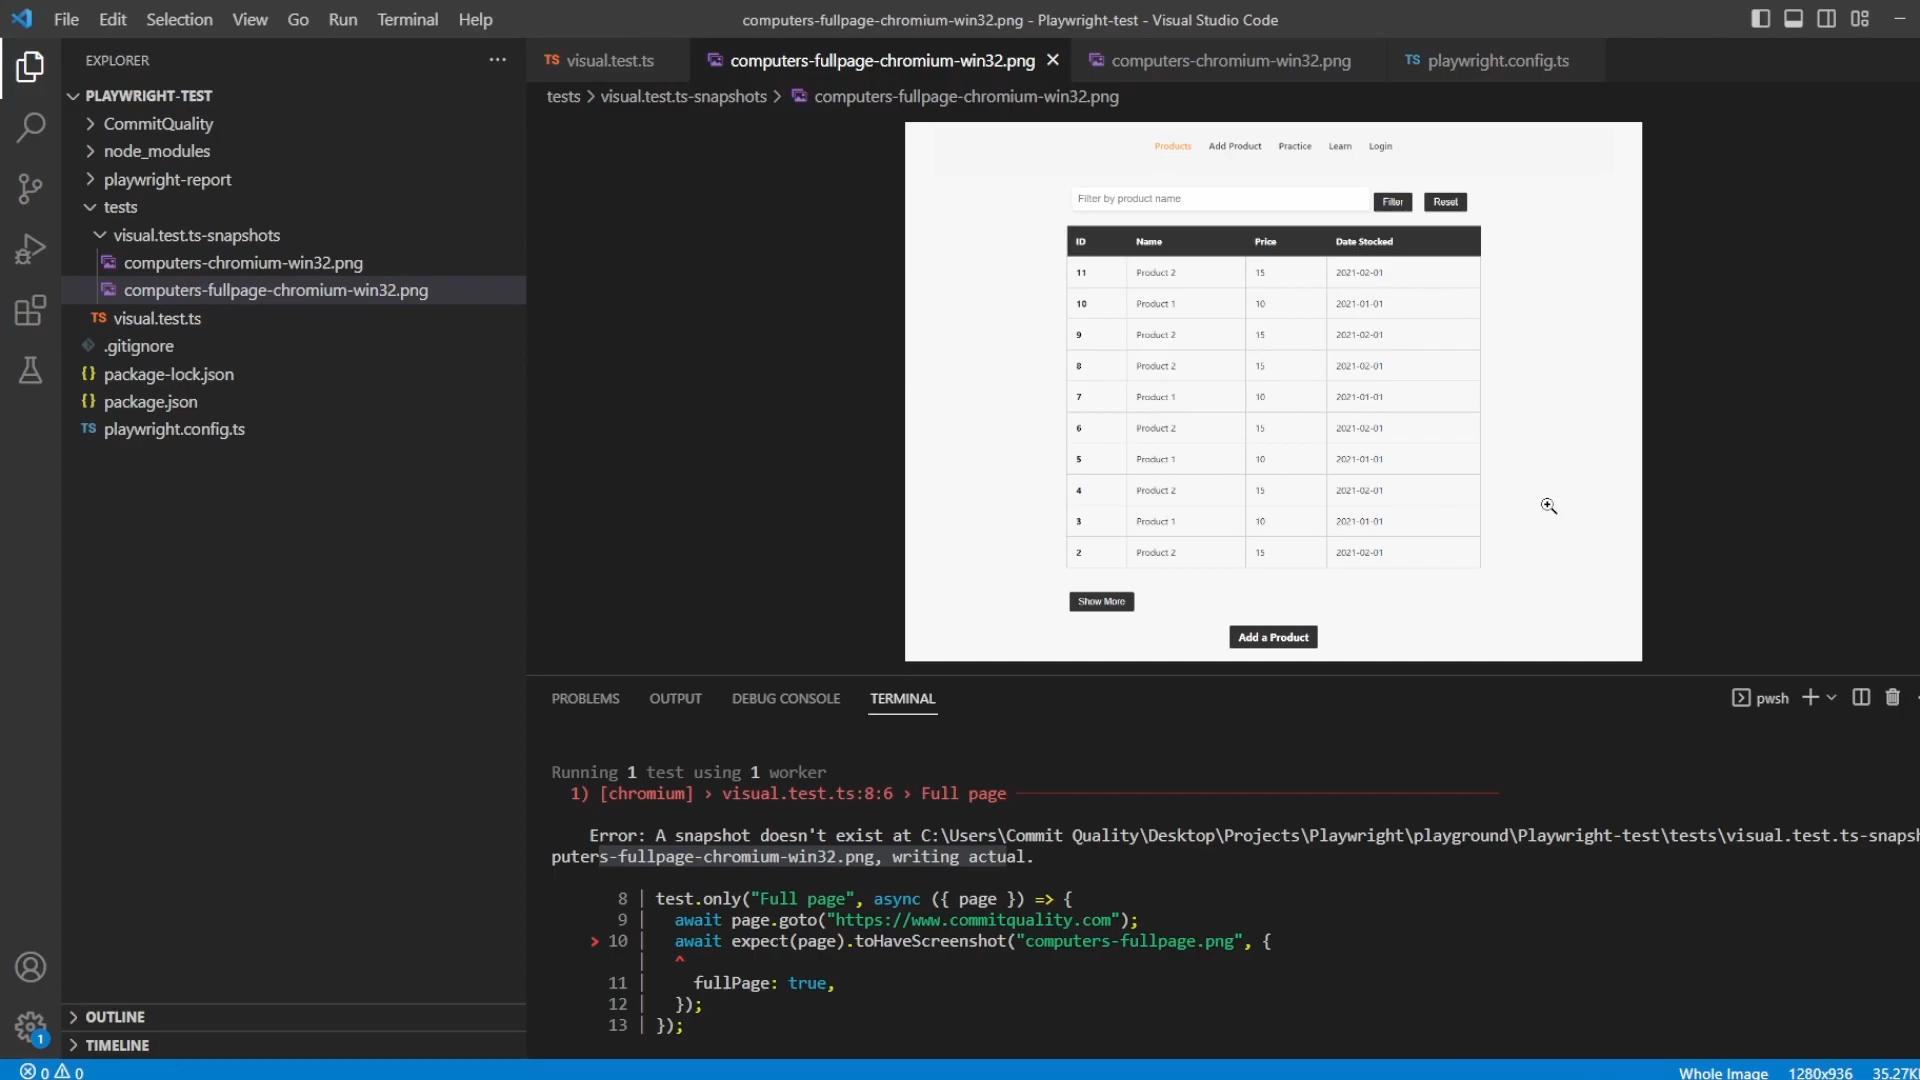 File Edit Selection View Go Run Terminal Help
computers-fullpage-chromium-win32.png - Playwright-test - Visual Studio Code
EXPLORER
PLAYWRIGHT-TEST
CommitQuality
node_modules
playwright-report
tests
visual.test.ts-snapshots
computers-chromium-win32.png
computers-fullpage-chromium-win32.png
TS visual.test.ts
.gitignore
{} package-lock.json
{} package.json
TS playwright.config.ts
OUTLINE
TIMELINE
TS visual.test.ts computers-fullpage-chromium-win32.png computers-chromium-win32.png TS playwright.config.ts
tests > visual.test.ts-snapshots > computers-fullpage-chromium-win32.png
Products Add Product Practice Learn Login
Filter by product name Filter Reset
ID Name Price Date Stocked
11 Product 2 15 2021-02-01
10 Product 1 10 2021-01-01
9 Product 2 15 2021-02-01
8 Product 2 15 2021-02-01
7 Product 1 10 2021-01-01
6 Product 2 15 2021-02-01
5 Product 1 10 2021-01-01
4 Product 2 15 2021-02-01
3 Product 1 10 2021-01-01
2 Product 2 15 2021-02-01
Show More
Add a Product
PROBLEMS OUTPUT DEBUG CONSOLE TERMINAL pwsh
Running 1 test using 1 worker
1) [chromium] › visual.test.ts:8:6 › Full page
Error: A snapshot doesn't exist at C:\Users\Commit Quality\Desktop\Projects\Playwright\playground\Playwright-test\tests\visual.test.ts-snapsh
puters-fullpage-chromium-win32.png, writing actual.
8 | test.only("Full page", async ({ page }) => {
9 | await page.goto("https://www.commitquality.com");
> 10 | await expect(page).toHaveScreenshot("computers-fullpage.png", {
| ^
11 | fullPage: true,
12 | });
13 | });
1
0 0 Whole Image 1280x936 35.27K